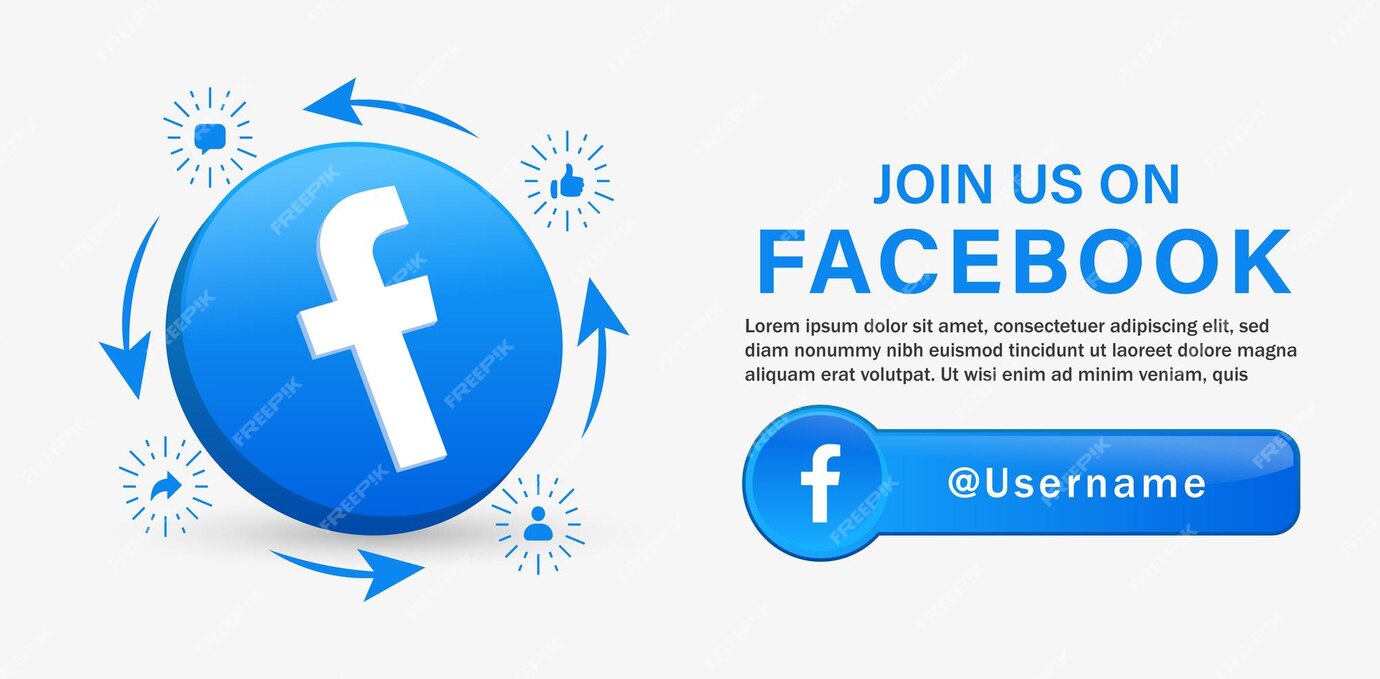 JOIN US ON
FACEBOOK
Lorem ipsum dolor sit amet, consectetuer adipiscing elit, sed
diam nonummy nibh euismod tincidunt ut laoreet dolore magna
aliquam erat volutpat. Ut wisi enim ad minim veniam, quis
@Username